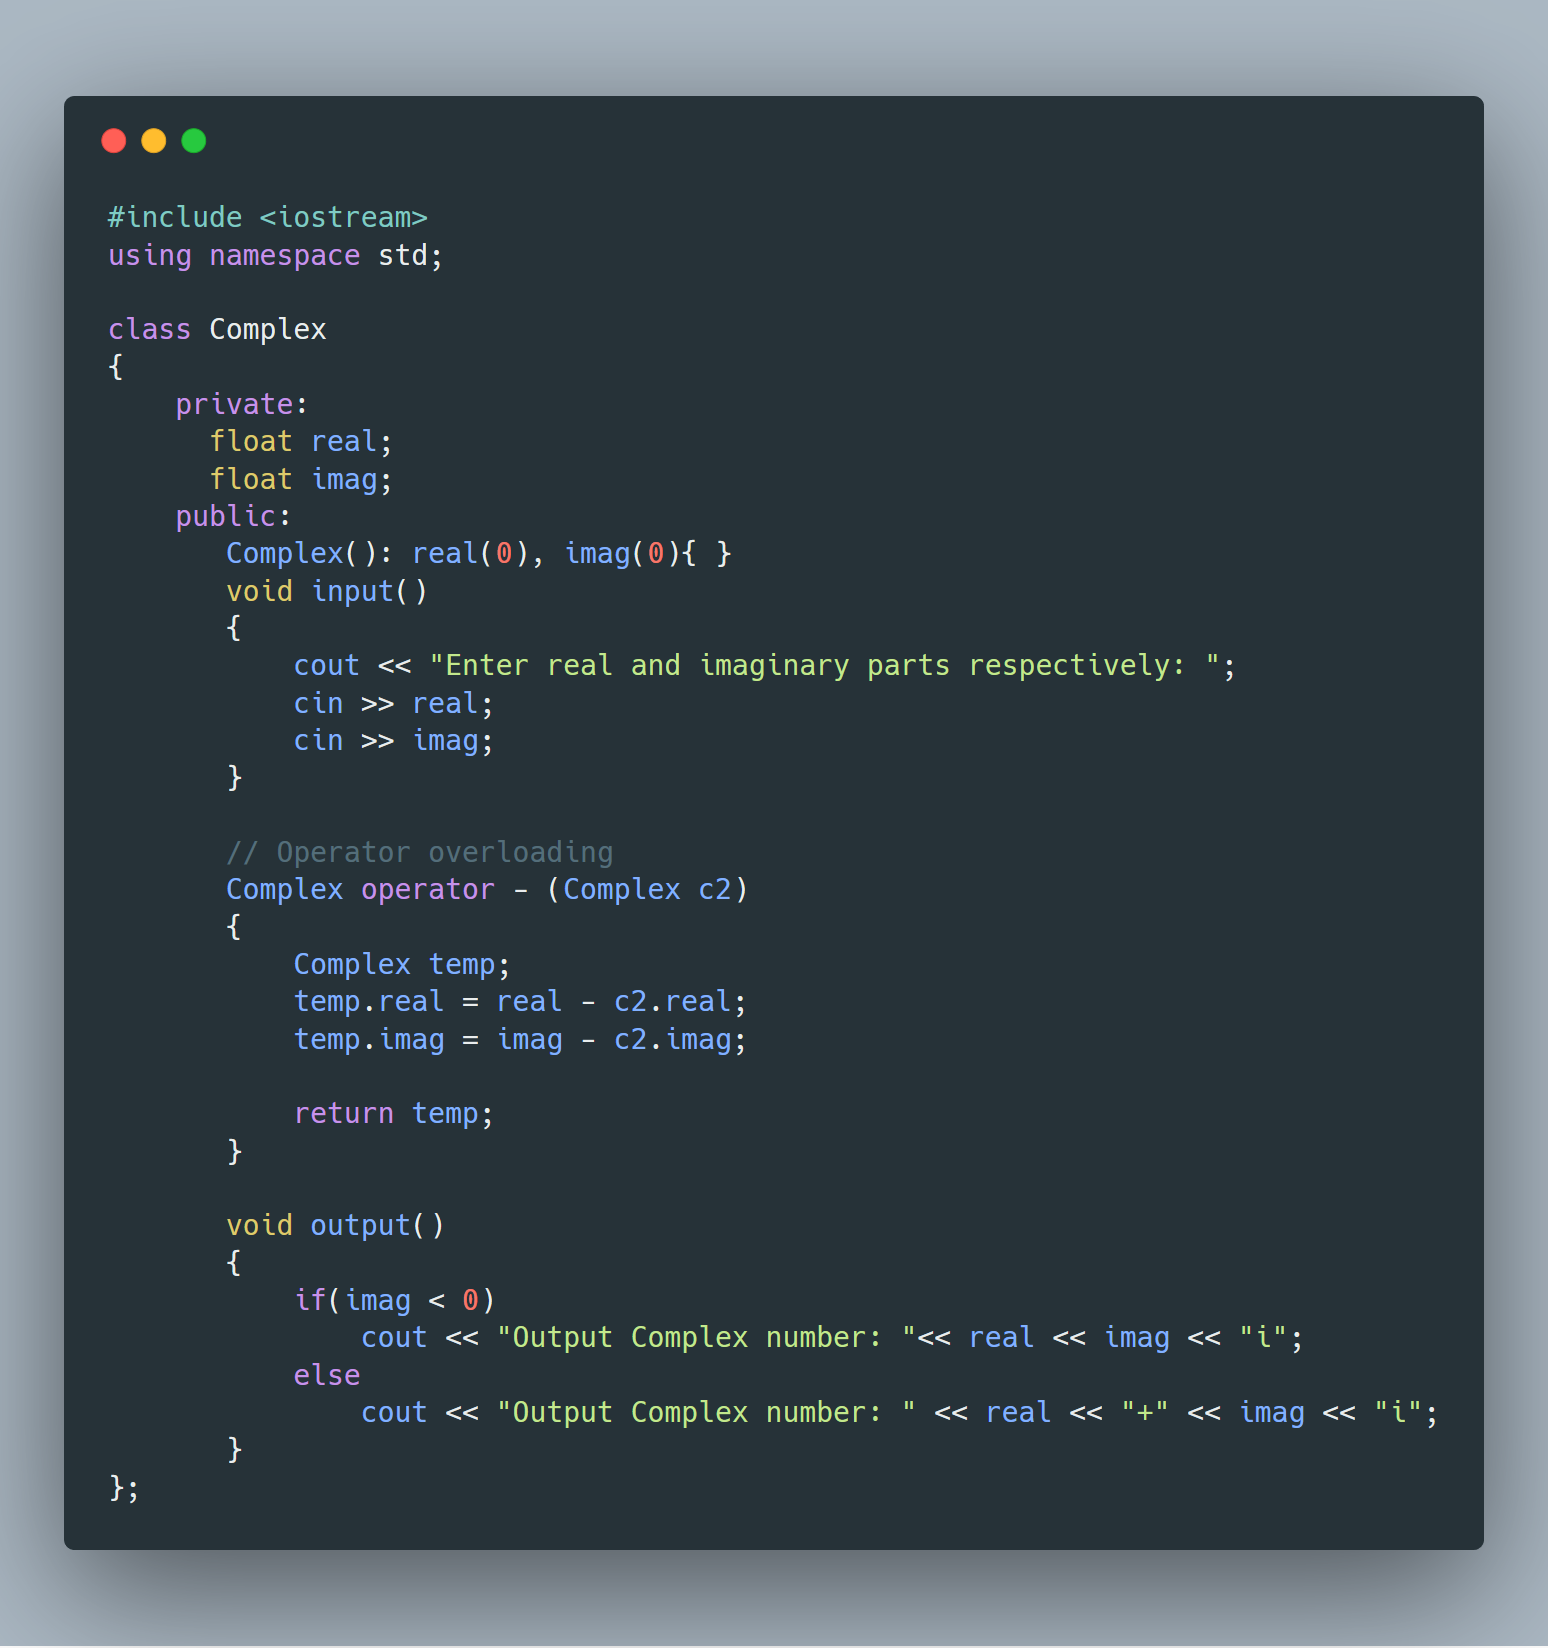 #include <iostream>
using namespace std;

class Complex
{
    private:
      float real;
      float imag;
    public:
       Complex(): real(0), imag(0){ }
       void input()
       {
           cout << "Enter real and imaginary parts respectively: ";
           cin >> real;
           cin >> imag;
       }

       // Operator overloading
       Complex operator - (Complex c2)
       {
           Complex temp;
           temp.real = real - c2.real;
           temp.imag = imag - c2.imag;

           return temp;
       }

       void output()
       {
           if(imag < 0)
               cout << "Output Complex number: "<< real << imag << "i";
           else
               cout << "Output Complex number: " << real << "+" << imag << "i";
       }
};